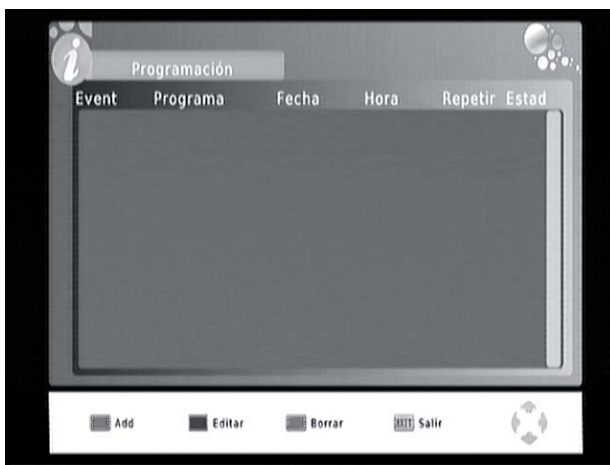 i
Programación
Event Programa Fecha Hora Repetir Estad
Add Editar Borrar EXIT Salir